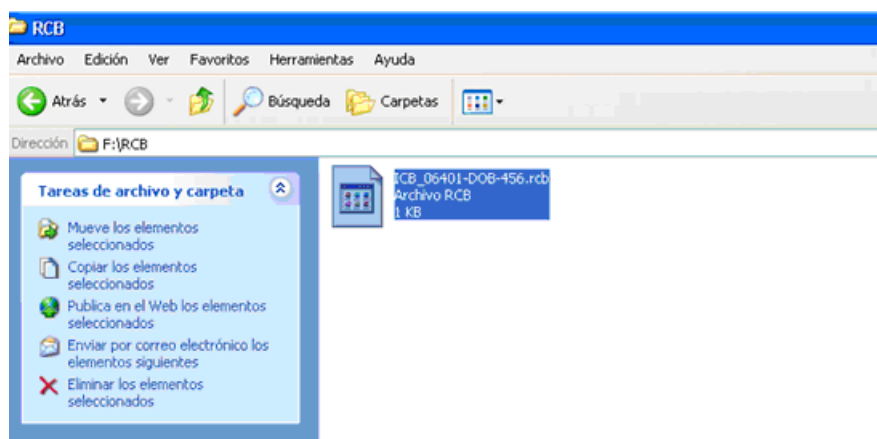 RCB
Archivo Edición Ver Favoritos Herramientas Ayuda
Atrás Búsqueda Carpetas
Dirección F:\RCB
Tareas de archivo y carpeta
Mueve los elementos
seleccionados
Copiar los elementos
seleccionados
Publica en el Web los elementos
seleccionados
Enviar por correo electrónico los
elementos siguientes
Eliminar los elementos
seleccionados
ICB_06401-DOB-456.rcb
Archivo RCB
1 KB